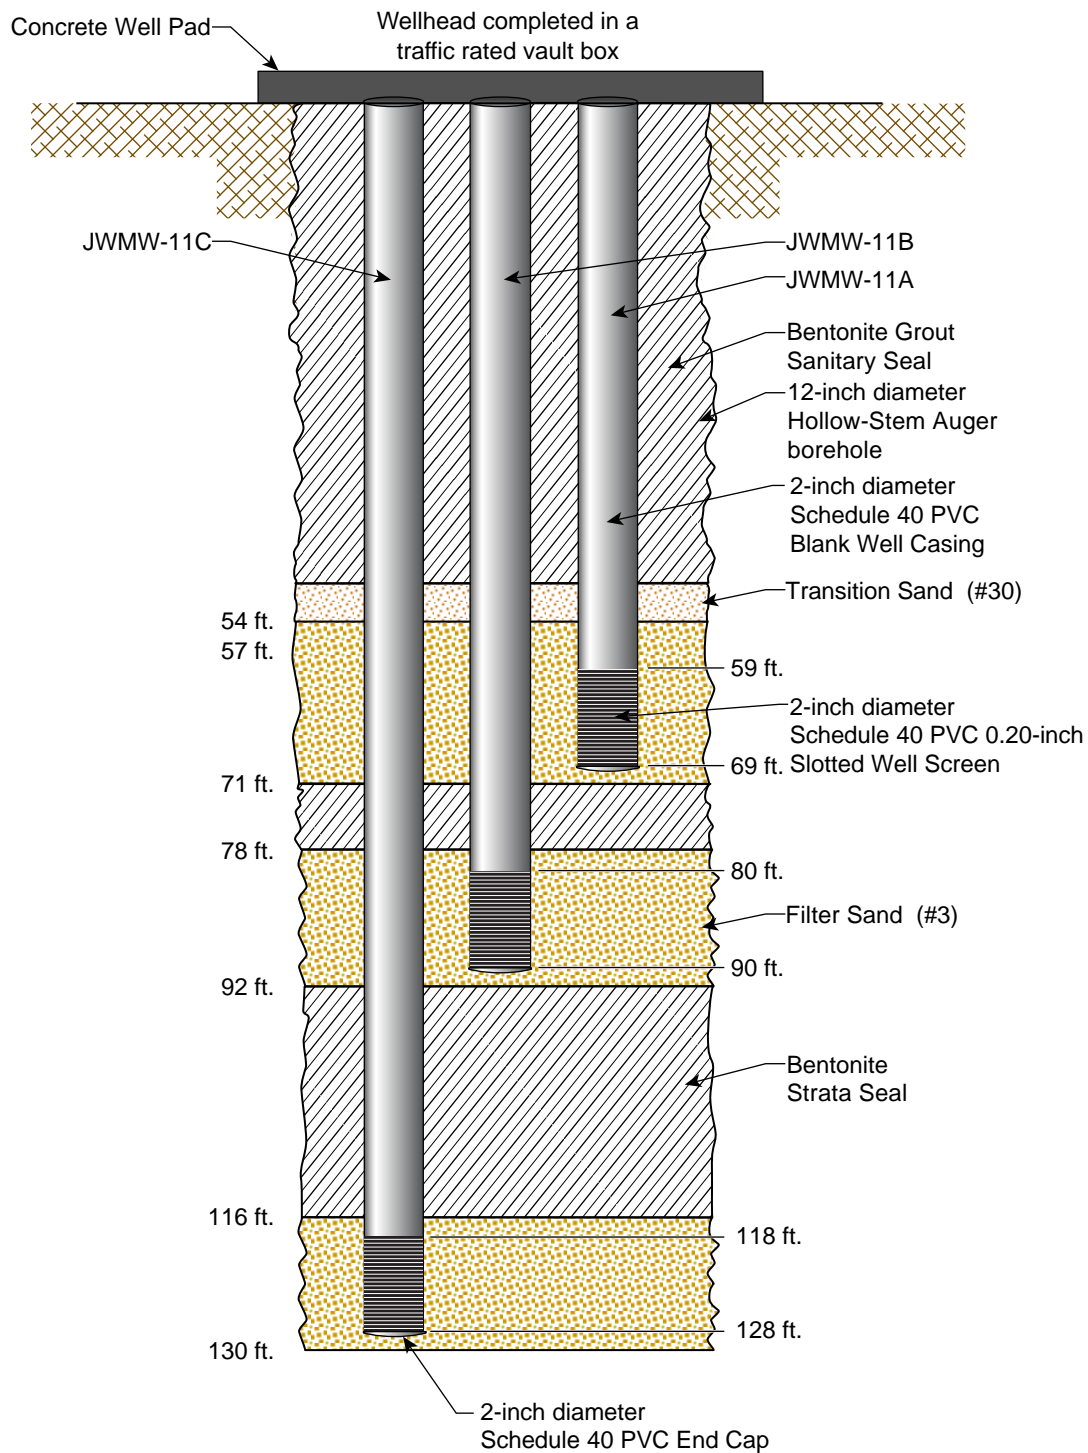 Concrete Well Pad
Wellhead completed in a
traffic rated vault box
JWMW-11C
JWMW-11B
JWMW-11A
Bentonite Grout
Sanitary Seal
12-inch diameter
Hollow-Stem Auger
borehole
2-inch diameter
Schedule 40 PVC
Blank Well Casing
Transition Sand (#30)
54 ft.
57 ft.
59 ft.
2-inch diameter
Schedule 40 PVC 0.20-inch
Slotted Well Screen
69 ft.
71 ft.
78 ft.
80 ft.
Filter Sand (#3)
90 ft.
92 ft.
Bentonite
Strata Seal
116 ft.
118 ft.
128 ft.
130 ft.
2-inch diameter
Schedule 40 PVC End Cap